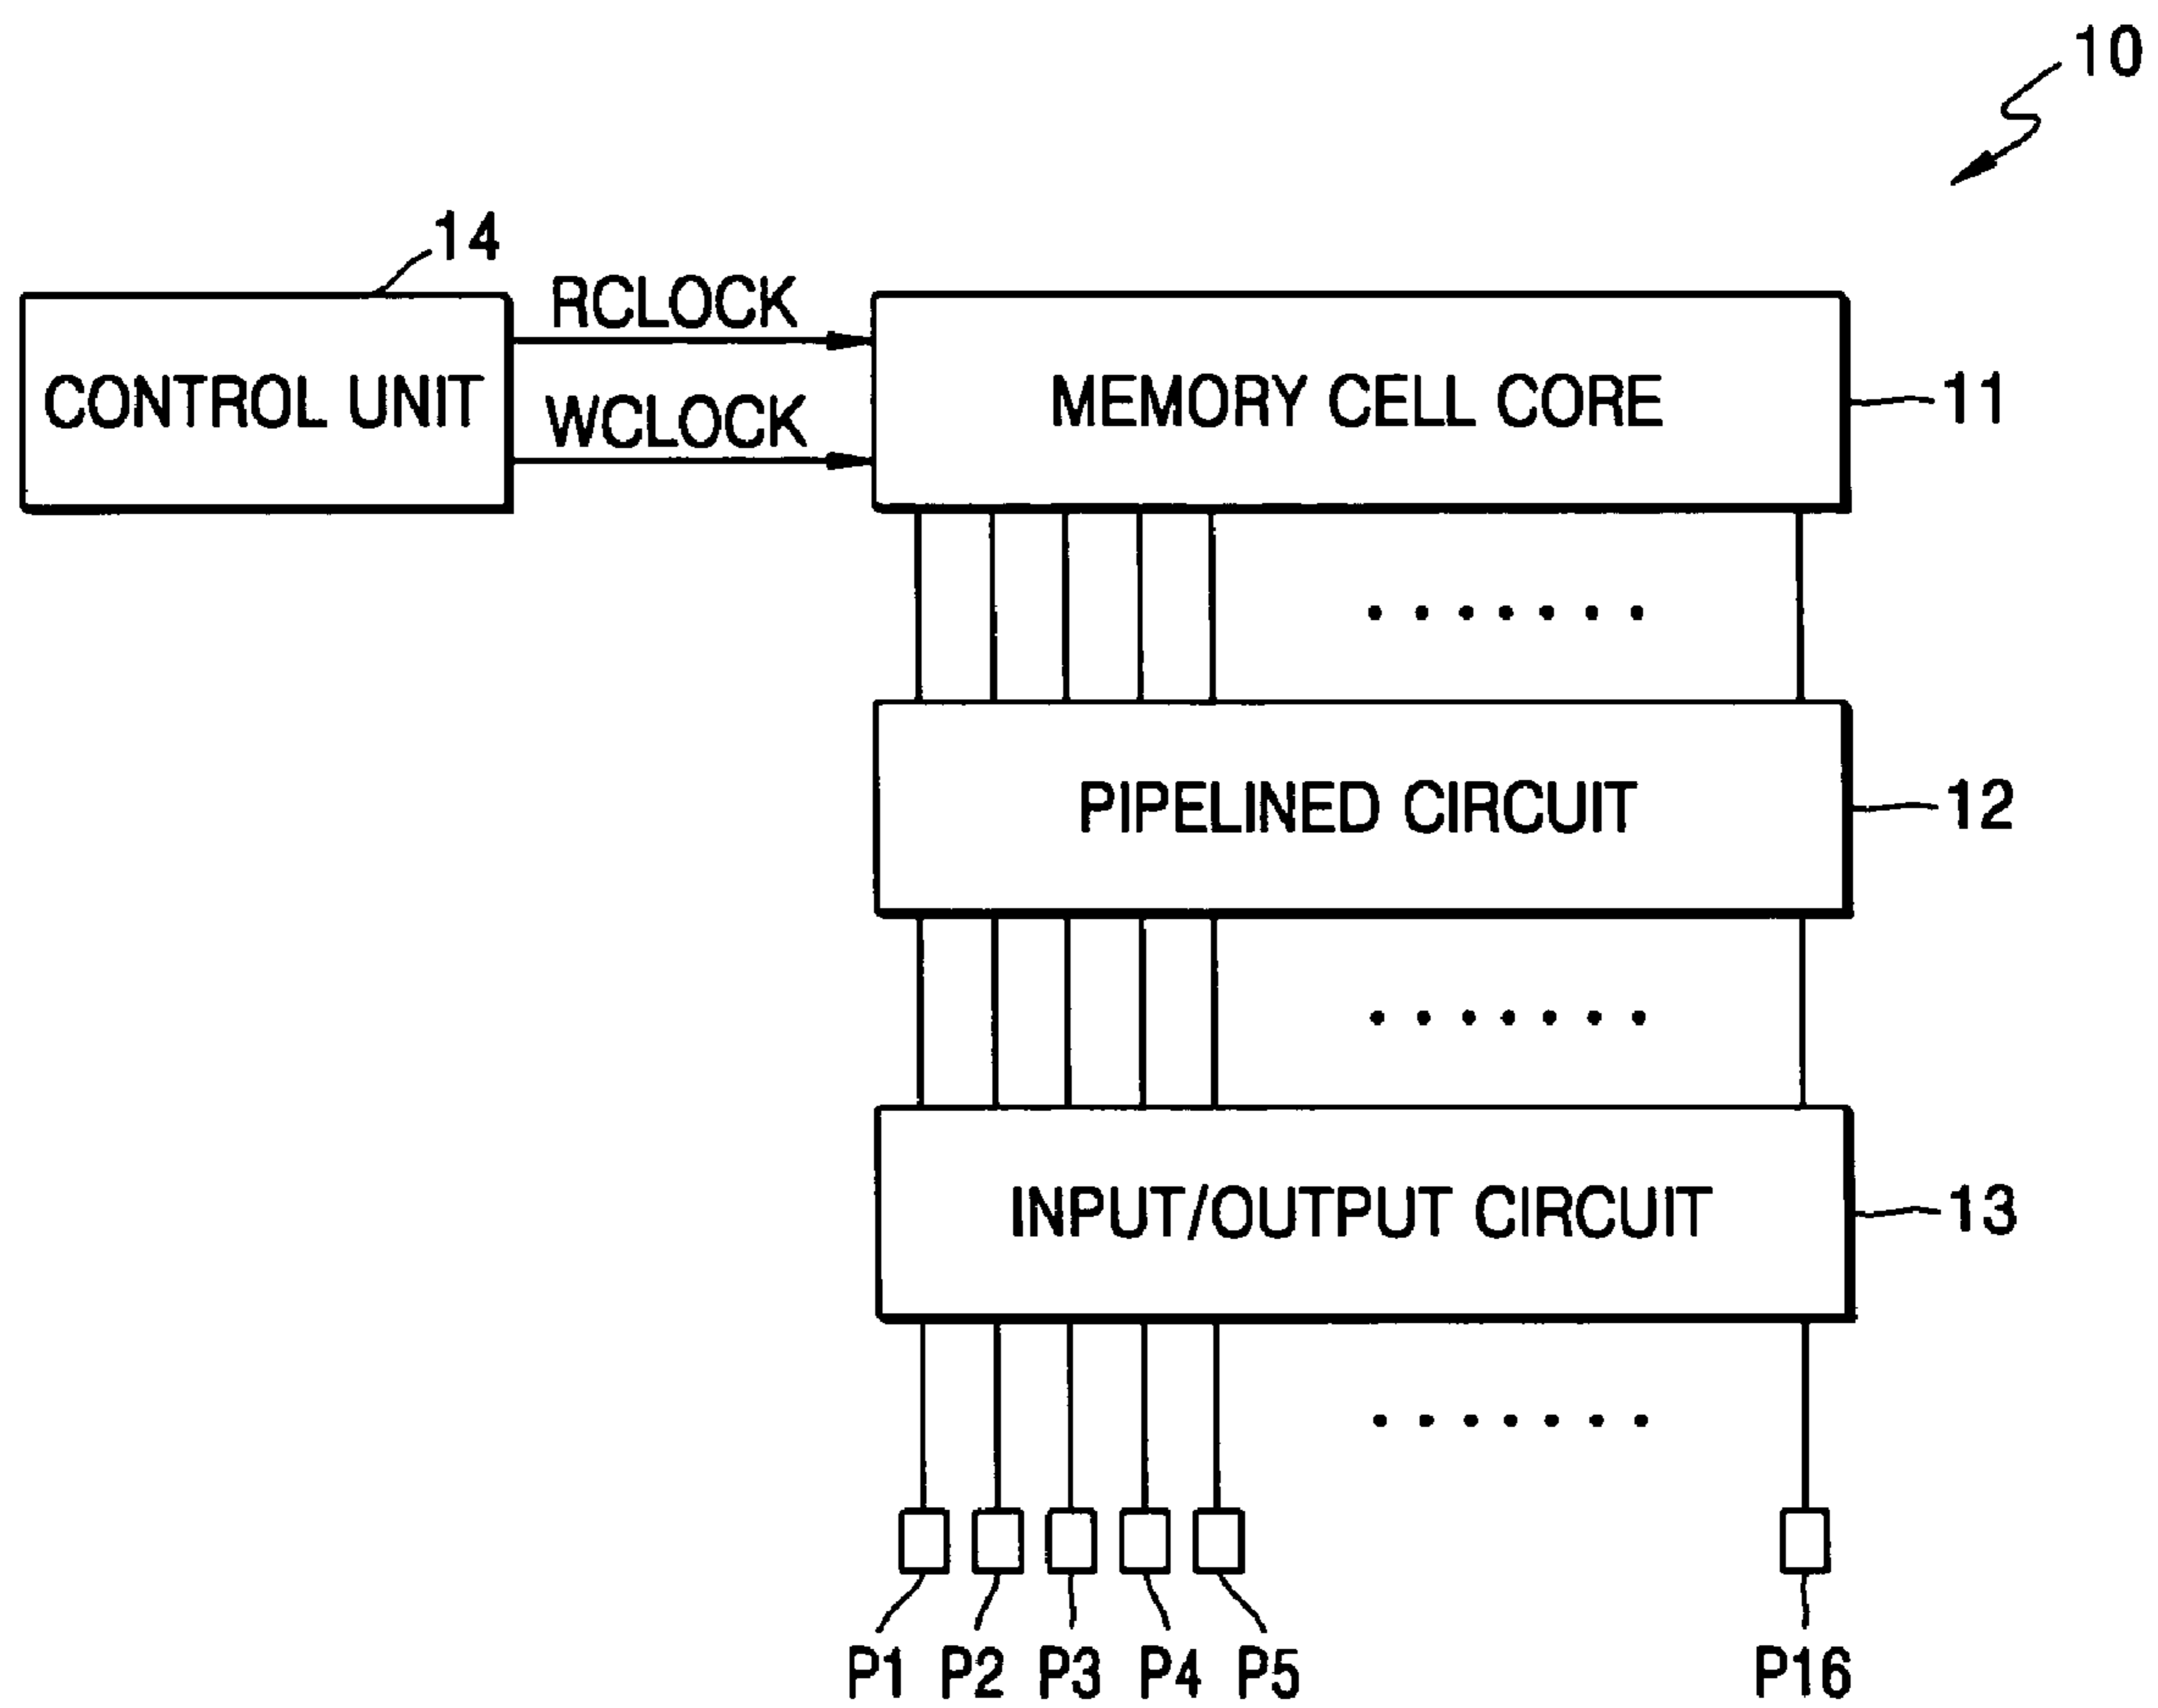 10
14
RCLOCK
CONTROL UNIT
WCLOCK
MEMORY CELL CORE
11
PIPELINED CIRCUIT
12
INPUT/OUTPUT CIRCUIT
13
P1 P2 P3 P4 P5 P16